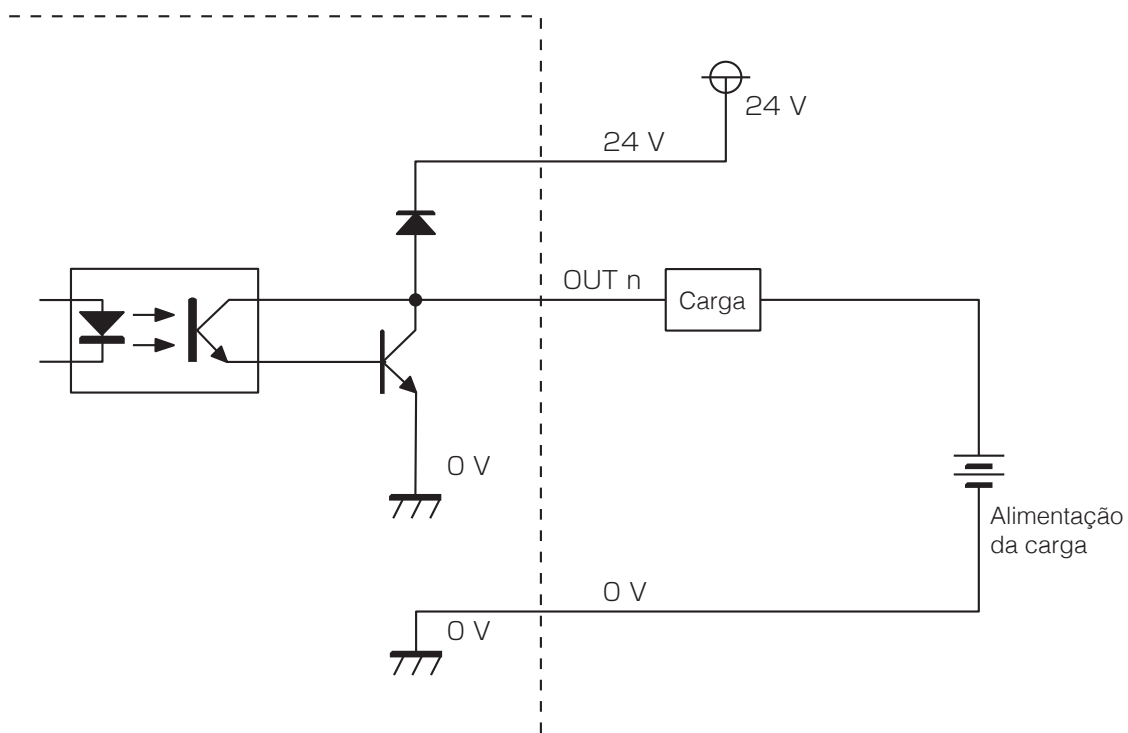 24 V
24 V
OUT n
Carga
0 V
Alimentação
da carga
0 V
0 V